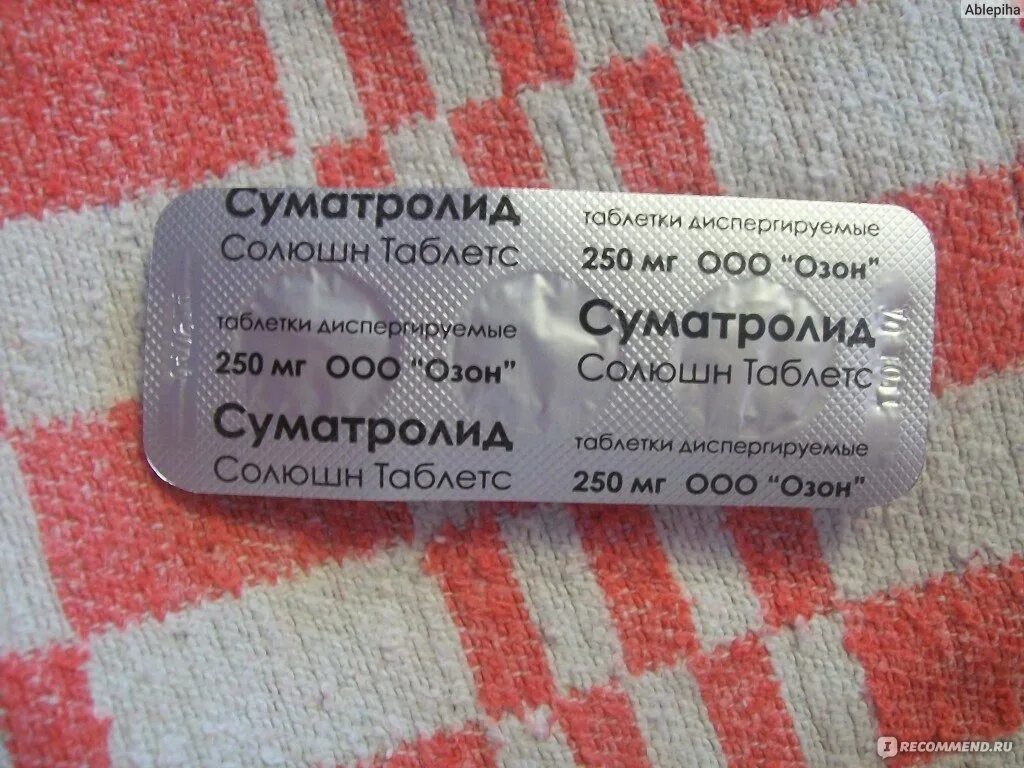 Ablepiha
Суматролид
Солюшн Таблетс
таблетки диспергируемые
250 мг ООО "Озон"
таблетки диспергируемые
250 мг ООО "Озон"
Суматролид
Солюшн Таблетс
Суматролид
Солюшн Таблетс
таблетки диспергируемые
250 мг ООО "Озон"
IRECOMMEND.RU